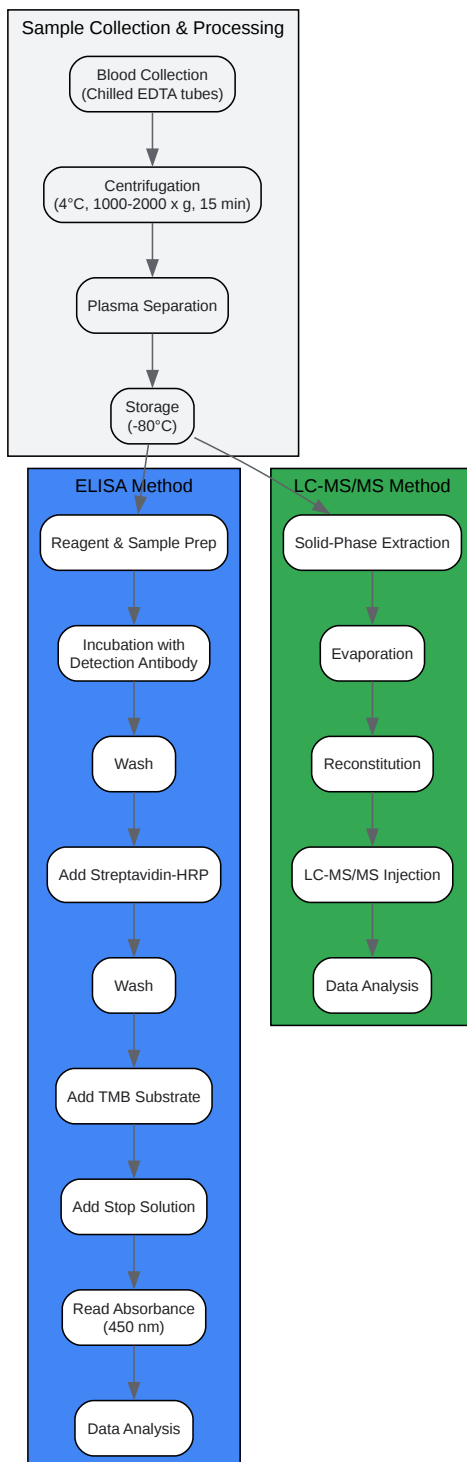 Sample Collection & Processing
Blood Collection
(Chilled EDTA tubes)
Centrifugation
(4°C, 1000-2000 x g, 15 min)
Plasma Separation
Storage
(-80°C)
ELISA Method
Reagent & Sample Prep
Incubation with
Detection Antibody
Wash
Add Streptavidin-HRP
Wash
Add TMB Substrate
Add Stop Solution
Read Absorbance
(450 nm)
Data Analysis
LC-MS/MS Method
Solid-Phase Extraction
Evaporation
Reconstitution
LC-MS/MS Injection
Data Analysis